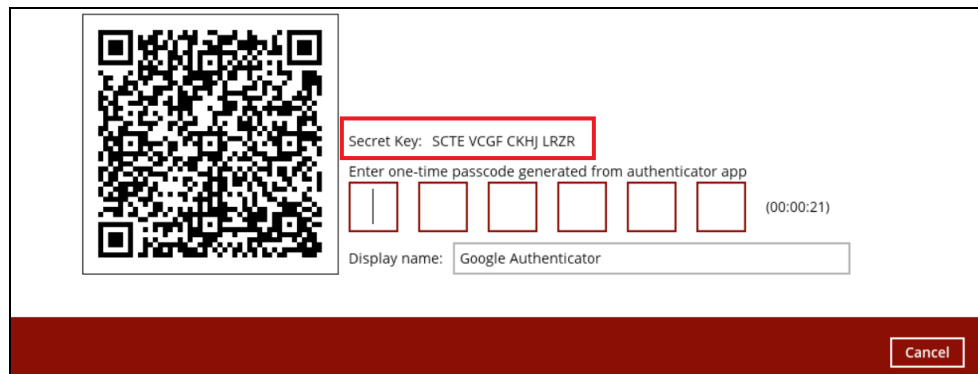 Secret Key: SCTE VCGF CKHJ LRZR
Enter one-time passcode generated from authenticator app
(00:00:21)
Display name: Google Authenticator
Cancel